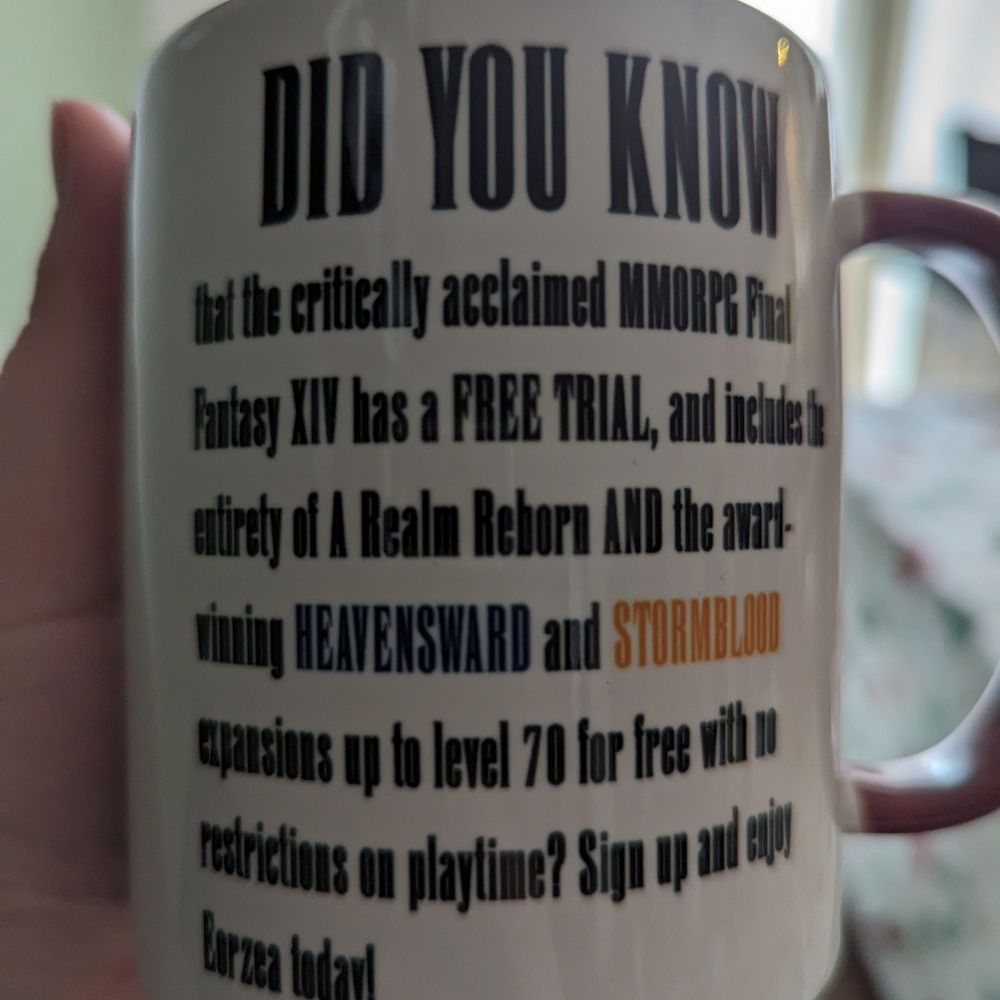 DID YOU KNOW
that the critically acclaimed MMORPG Final
Fantasy XIV has a FREE TRIAL, and includes the
entirety of A Realm Reborn AND the award-
winning HEAVENSWARD and STORMBLOOD
expansions up to level 70 for free with no
restrictions on playtime? Sign up and enjoy
Eorzea today!